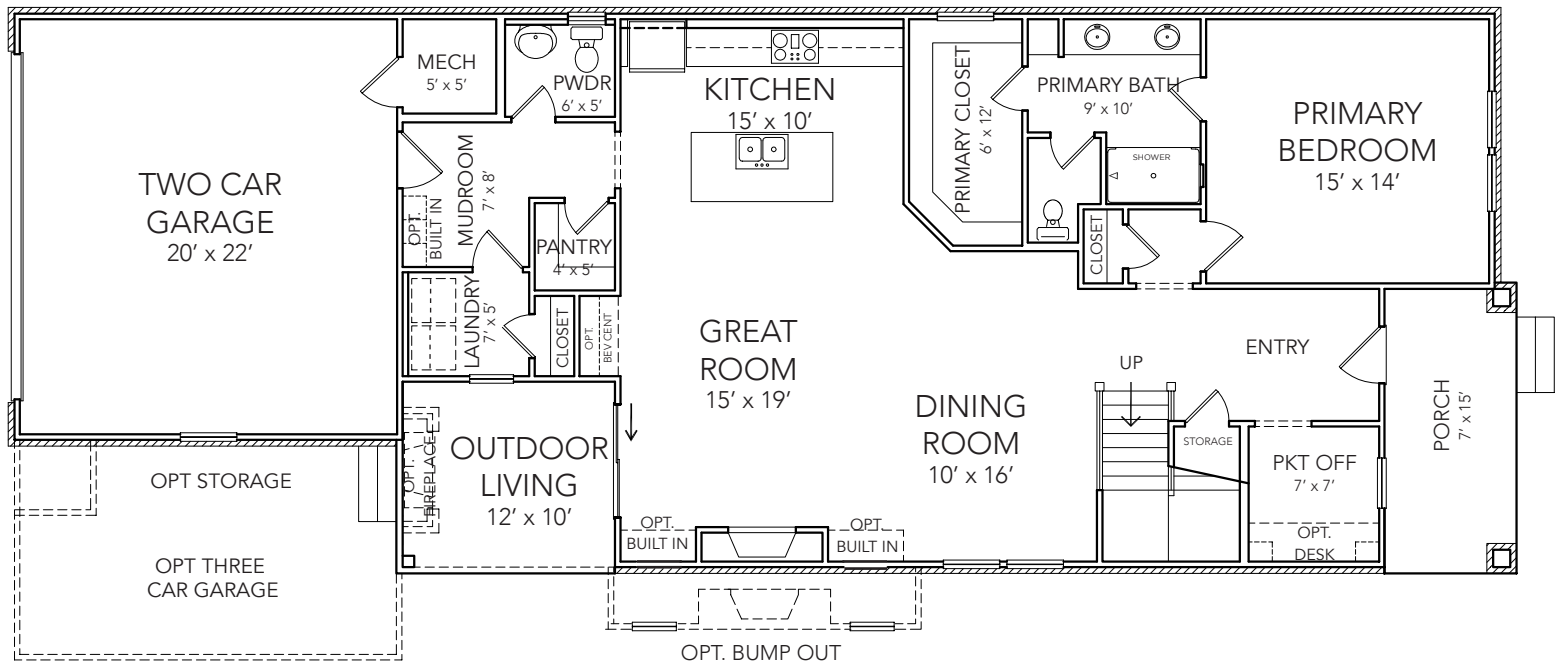 MECH
5' x 5'
PWDR
6' x 5'
KITCHEN
15' x 10'
PRIMARY CLOSET
6' x 12'
PRIMARY BATH
9' x 10'
SHOWER
PRIMARY
BEDROOM
15' x 14'
TWO CAR
GARAGE
20' x 22'
OPT.
BUILT IN
MUDROOM
7' x 8'
PANTRY
4' x 5'
CLOSET
LAUNDRY
7' x 5'
CLOSET
OPT.
BEV CENT
GREAT
ROOM
15' x 19'
UP
ENTRY
DINING
ROOM
10' x 16'
STORAGE
PKT OFF
7' x 7'
OPT.
DESK
PORCH
7' x 15'
OPT.
FIREPLACE
OUTDOOR
LIVING
12' x 10'
OPT.
BUILT IN
OPT.
BUILT IN
OPT STORAGE
OPT THREE
CAR GARAGE
OPT. BUMP OUT